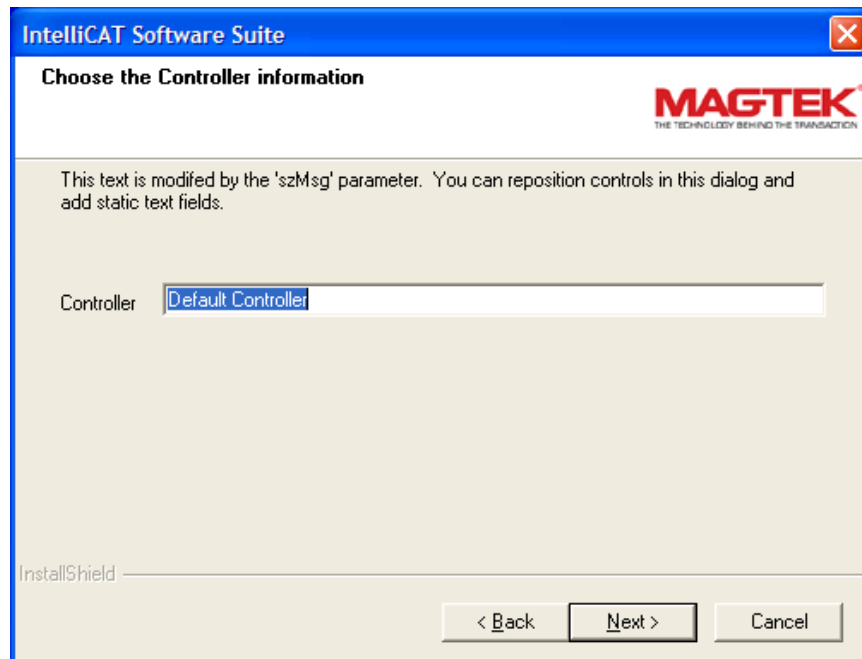 IntelliCAT Software Suite
Choose the Controller information
MAGTEK®
THE TECHNOLOGY BEHIND THE TRANSACTION
This text is modifed by the 'szMsg' parameter. You can reposition controls in this dialog and
add static text fields.
Controller Default Controller
InstallShield
< Back Next > Cancel